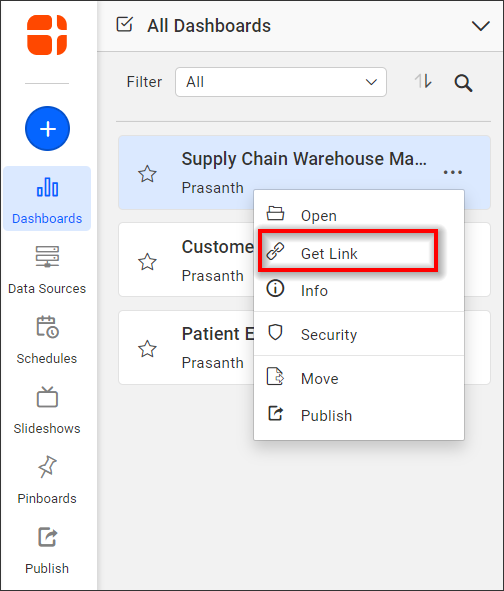 All Dashboards
Filter
All
Supply Chain Warehouse Ma...
Prasanth
Custome
Prasanth
Patient E
Prasanth
Open
Get Link
Info
Security
Move
Publish
Dashboards
Data Sources
Schedules
Slideshows
Pinboards
Publish